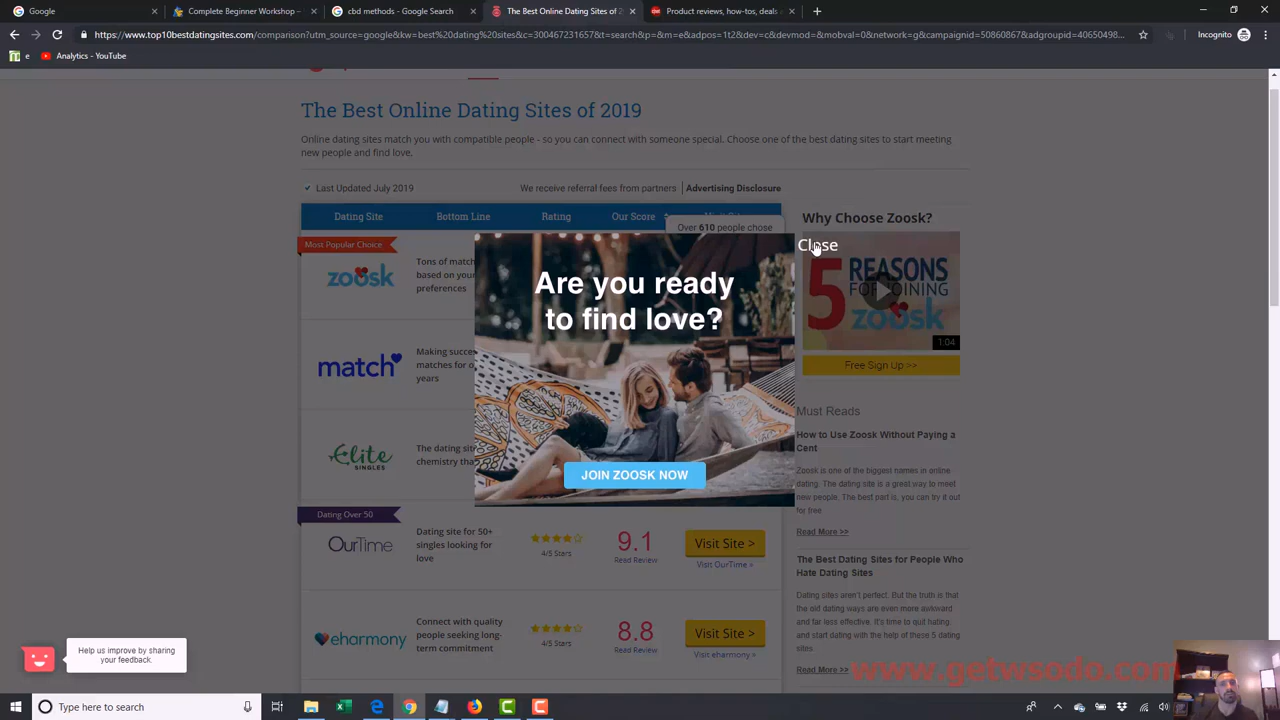 Google
Complete Beginner Workshop -
cbd methods - Google Search
The Best Online Dating Sites of 2
Product reviews, how-tos, deals
https://www.top10bestdatingsites.com/comparison?utm_source=google&kw=best%20dating%20sites&c=300467231657&t=search&p=&m=e&adpos=1t2&dev=c&devmod=&mobval=0&network=g&campaignid=50860867&adgroupid=40650498...
Incognito
e
Analytics - YouTube
The Best Online Dating Sites of 2019
Online dating sites match you with compatible people - so you can connect with someone special. Choose one of the best dating sites to start meeting
new people and find love.
Last Updated July 2019
We receive referral fees from partners
Advertising Disclosure
Dating Site
Bottom Line
Rating
Our Score
Over 610 people chose
Why Choose Zoosk?
Most Popular Choice
zoosk
Tons of match
based on your
preferences
Close
Are you ready
to find love?
JOIN ZOOSK NOW
5 REASONS
FOR JOINING
zoosk
1:04
Free Sign Up >>
match
Making succe
matches for o
years
Must Reads
How to Use Zoosk Without Paying a
Cent
Zoosk is one of the biggest names in online
dating. The dating site is a great way to meet
new people. The best part is, you can try it out
for free
Read More >>
Elite
SINGLES
The dating si
chemistry tha
Dating Over 50
OurTime
Dating site for 50+
singles looking for
love
4/5 Stars
9.1
Read Review
Visit Site >
Visit OurTime >
The Best Dating Sites for People Who
Hate Dating Sites
Dating sites aren't perfect. But the truth is that
the old dating ways are even more awkward
and far less effective. It's time to quit hating
and start dating with the help of these 5 dating
sites.
Read More >>
eharmony
Connect with quality
people seeking long-
term commitment
4/5 Stars
8.8
Read Review
Visit Site >
Visit eharmony >
Help us improve by sharing
your feedback.
www.getwsodo.com
Type here to search